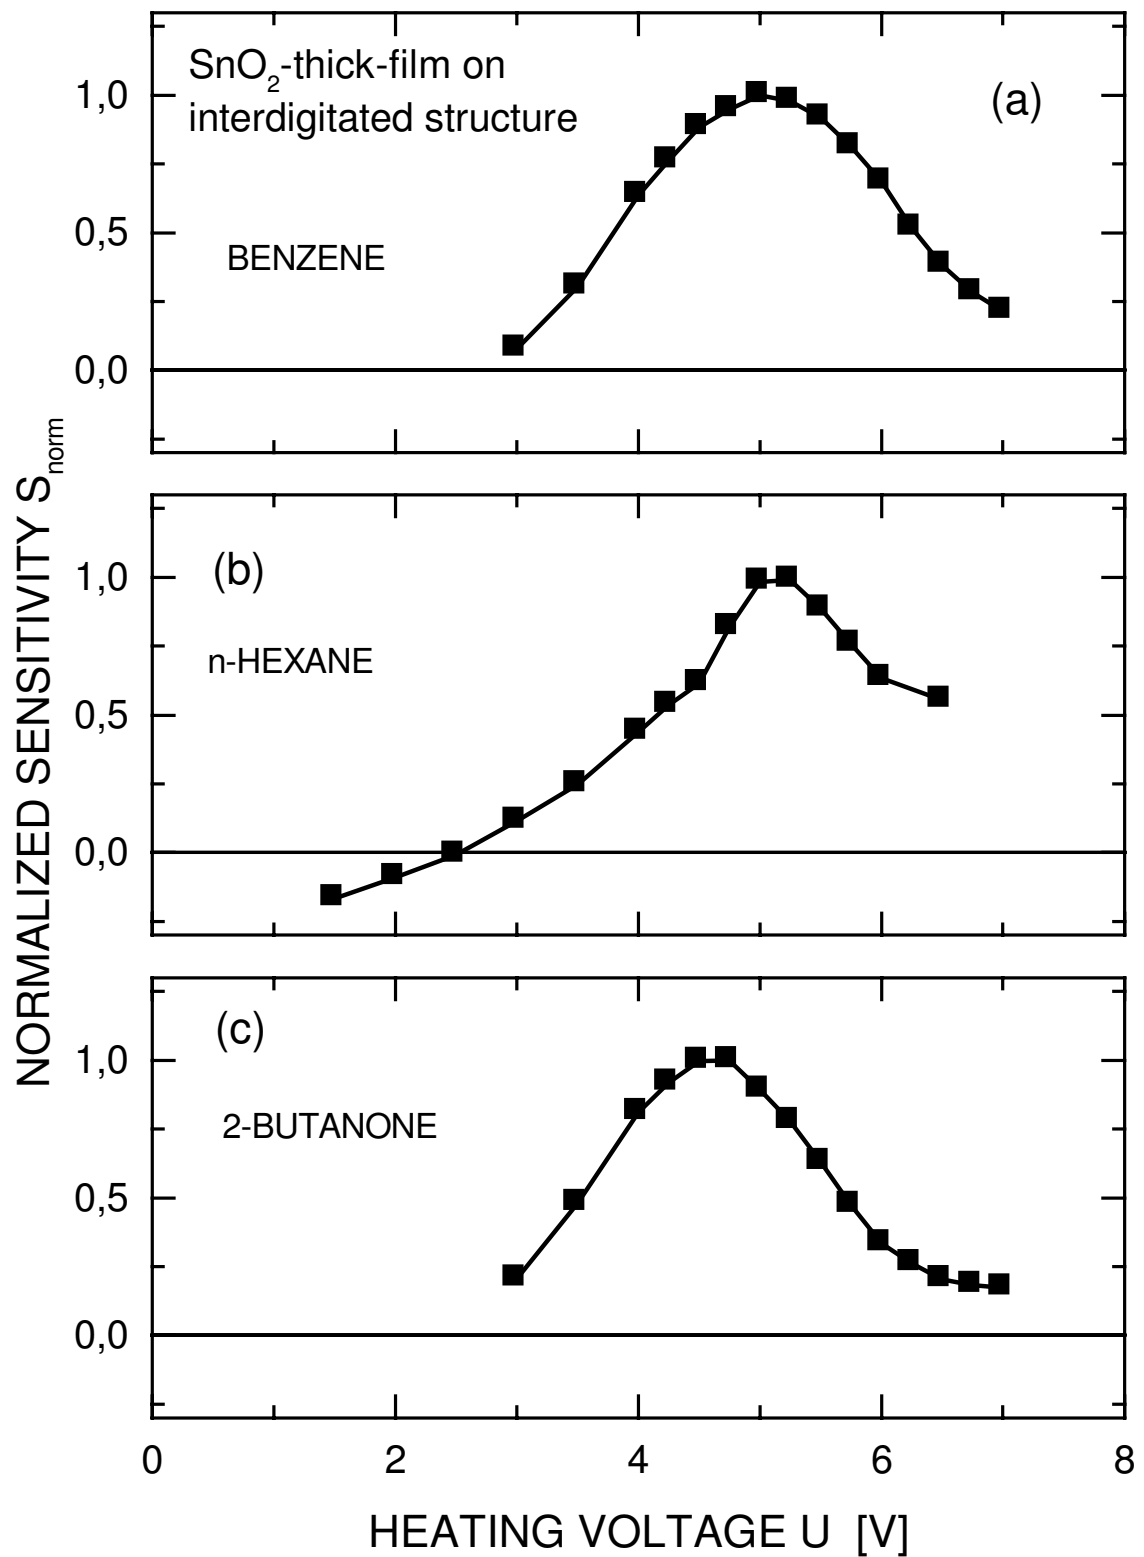 SnO₂-thick-film on
interdigitated structure
(a)
BENZENE
1,0
0,5
0,0
(b)
n-HEXANE
1,0
0,5
0,0
(c)
2-BUTANONE
1,0
0,5
0,0
0 2 4 6 8
HEATING VOLTAGE U [V]
NORMALIZED SENSITIVITY Sₙₒᵣₘ